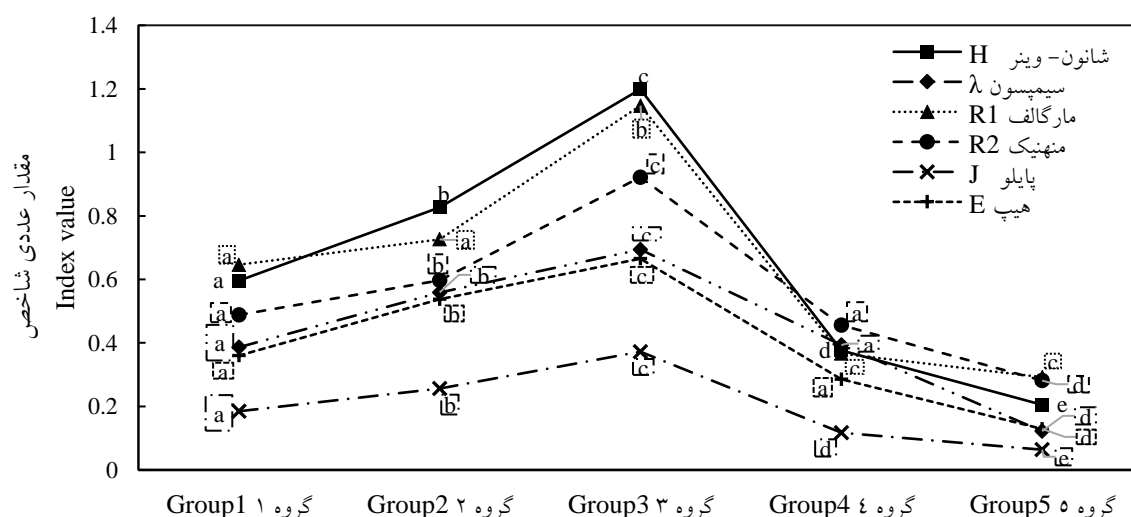 1.4
1.2
1
0.8
0.6
0.4
0.2
0
مقدار عددی شاخص
Index value
H شانون- وینر
λ سیمپسون
R1 مارگالف
R2 منهنیک
J پایلو
E هیپ
a
a
a
a
a
a
b
a
b
b
b
b
c
b
c
c
c
c
a
a
d
c
a
d
c
d
e
d
d
e
Group1 گروه ۱
Group2 گروه ۲
Group3 گروه ۳
Group4 گروه ٤
Group5 گروه ٥